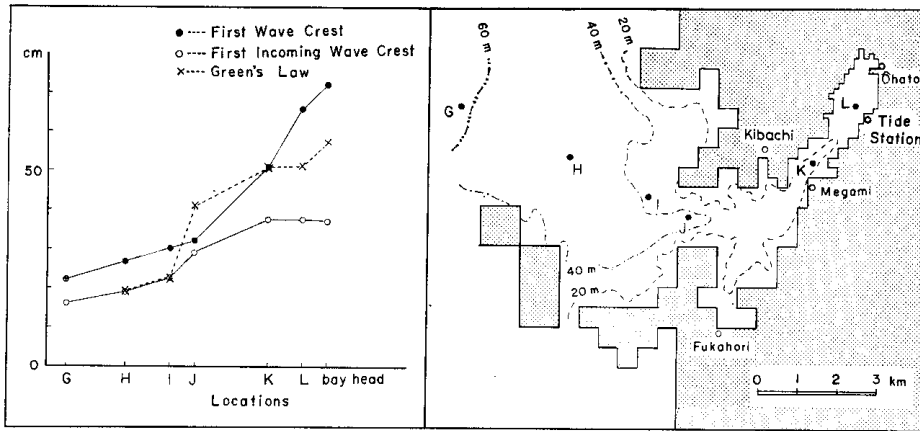 cm
First Wave Crest
First Incoming Wave Crest
Green's Law
50
0
G H I J K L bay head
Locations
60 m
40 m
20 m
G
H
I
J
K
L
Ohato
Tide
Station
Kibachi
Megami
40 m
20 m
Fukahori
0 1 2 3 km